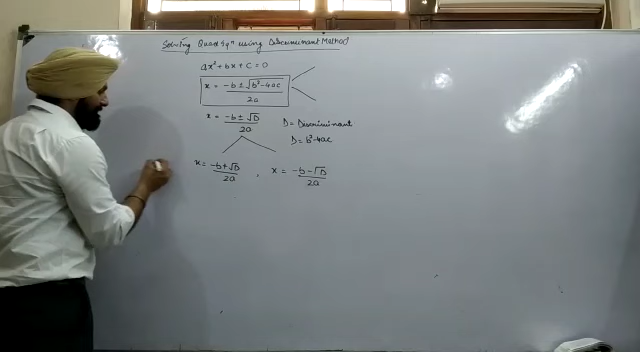 Solving Quad Eqn using Discriminant Method
ax²+bx+c=0
x = -b±√b²-4ac / 2a
x = -b±√D / 2a
D = Discriminant
D = b²-4ac
x = -b+√D / 2a , x = -b-√D / 2a